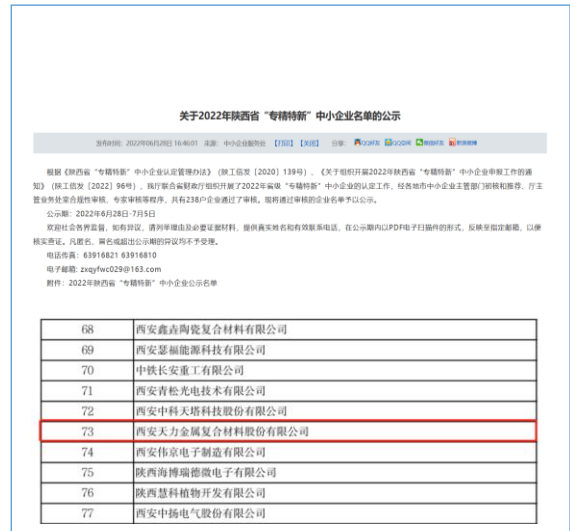 关于2022年陕西省“专精特新”中小企业名单的公示
发布时间: 2022年06月28日 16:46:01 来源: 中小企业服务处 【打印】 【关闭】 分享: QQ好友 QQ空间 微信好友 新浪微博
根据《陕西省“专精特新”中小企业认定管理办法》（陕工信发〔2020〕139号）、《关于组织开展2022年陕西省“专精特新”中小企业申报工作的通
知》（陕工信发〔2022〕96号），我厅联合省财政厅组织开展了2022年省级“专精特新”中小企业的认定工作，经各地市中小企业主管部门初核和推荐、厅主
管业务处室合规性审核、专家审核等程序，共有238户企业通过了审核。现将通过审核的企业名单予以公示。
公示期：2022年6月28日-7月5日
欢迎社会各界监督，如有异议，请列举理由及必要证据材料，提供真实姓名和有效联系电话，在公示期内以PDF电子扫描件的形式，反映至指定邮箱，以便
核实查证。凡匿名、冒名或超出公示期的异议均不予受理。
电话传真：63916821 63916810
电子邮箱: zxqyfwc029@163.com
附件：2022年陕西省“专精特新”中小企业公示名单
68 西安鑫垚陶瓷复合材料有限公司
69 西安瑟福能源科技有限公司
70 中铁长安重工有限公司
71 西安青松光电技术有限公司
72 西安中科天塔科技股份有限公司
73 西安天力金属复合材料股份有限公司
74 西安伟京电子制造有限公司
75 陕西海博瑞德微电子有限公司
76 陕西慧科植物开发有限公司
77 西安中扬电气股份有限公司